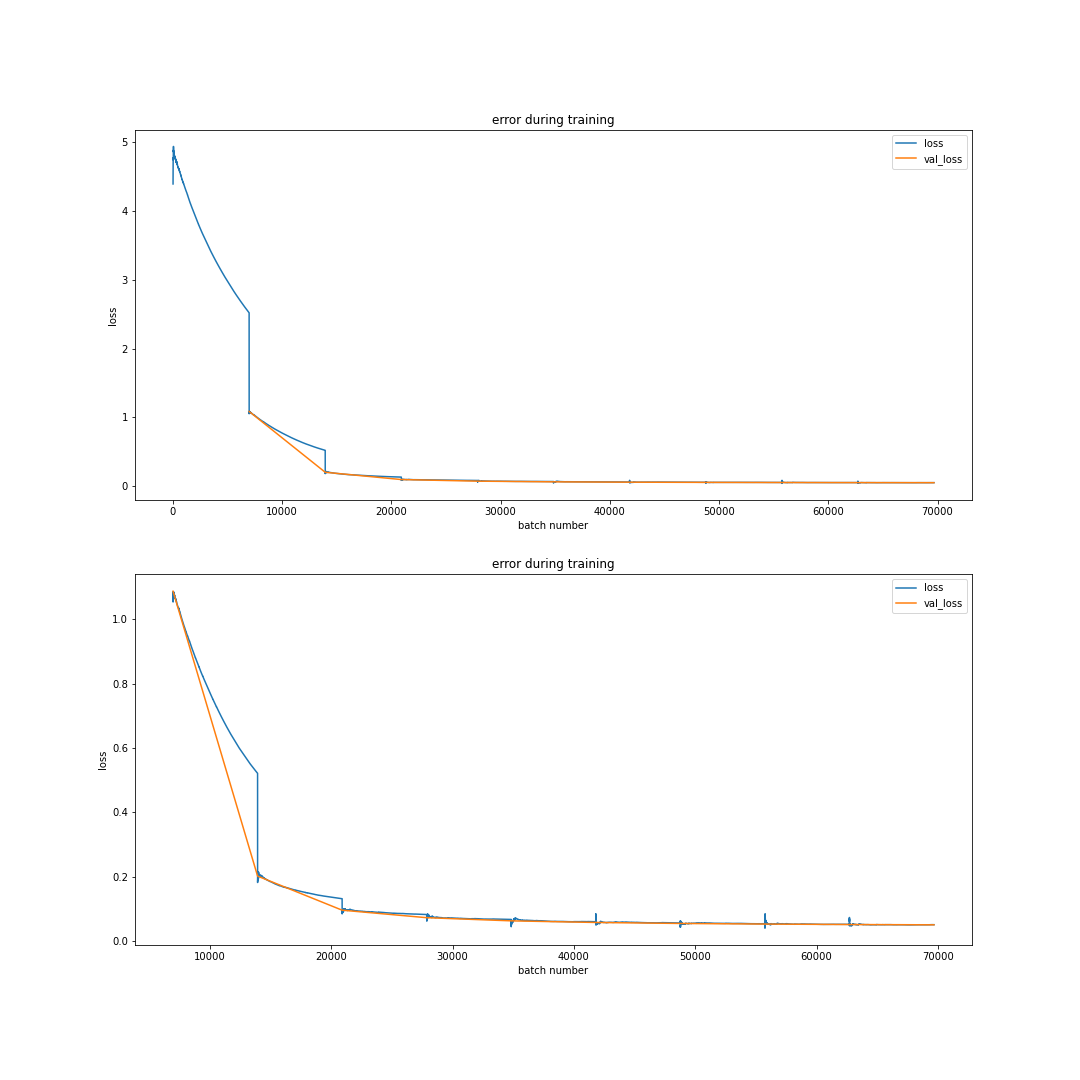 error during training
loss
val_loss
5
4
3
2
1
0
loss
0 10000 20000 30000 40000 50000 60000 70000
batch number
error during training
loss
val_loss
1.0
0.8
0.6
0.4
0.2
0.0
loss
10000 20000 30000 40000 50000 60000 70000
batch number